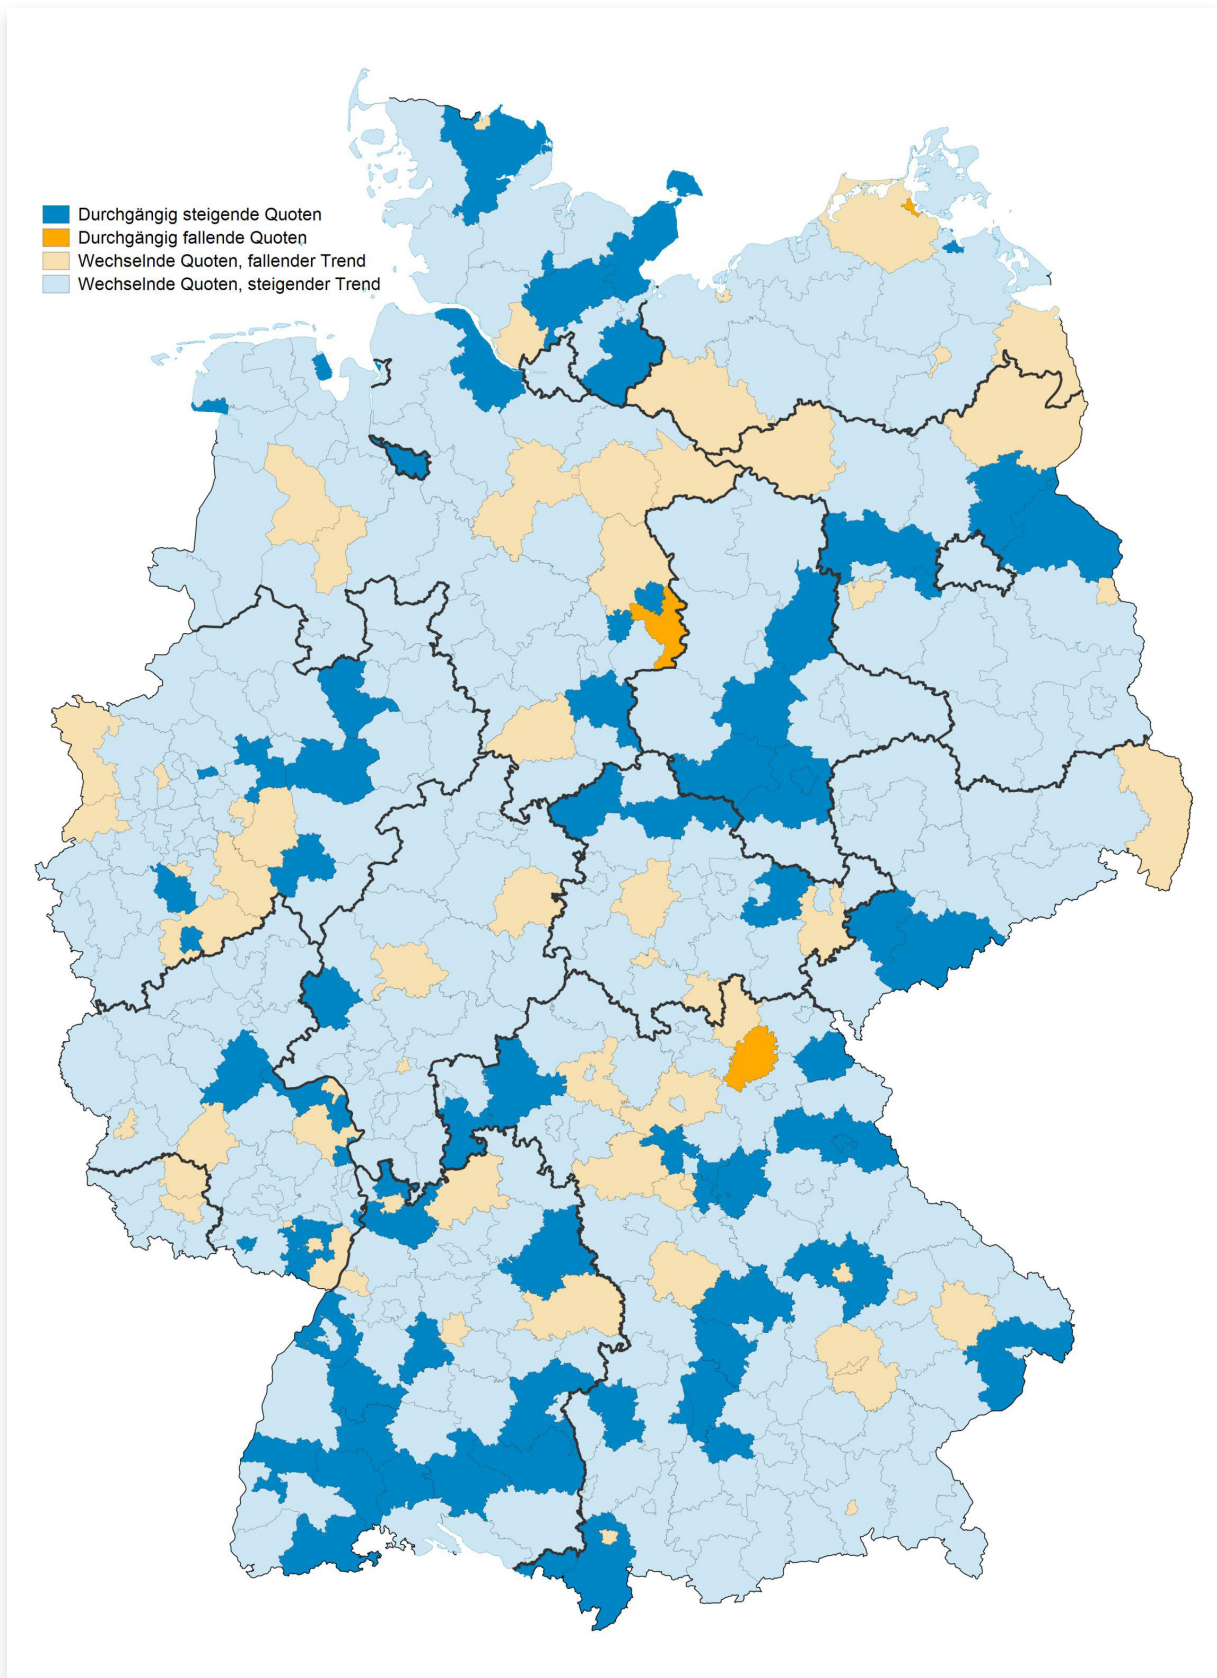 Durchgängig steigende Quoten
Durchgängig fallende Quoten
Wechselnde Quoten, fallender Trend
Wechselnde Quoten, steigender Trend